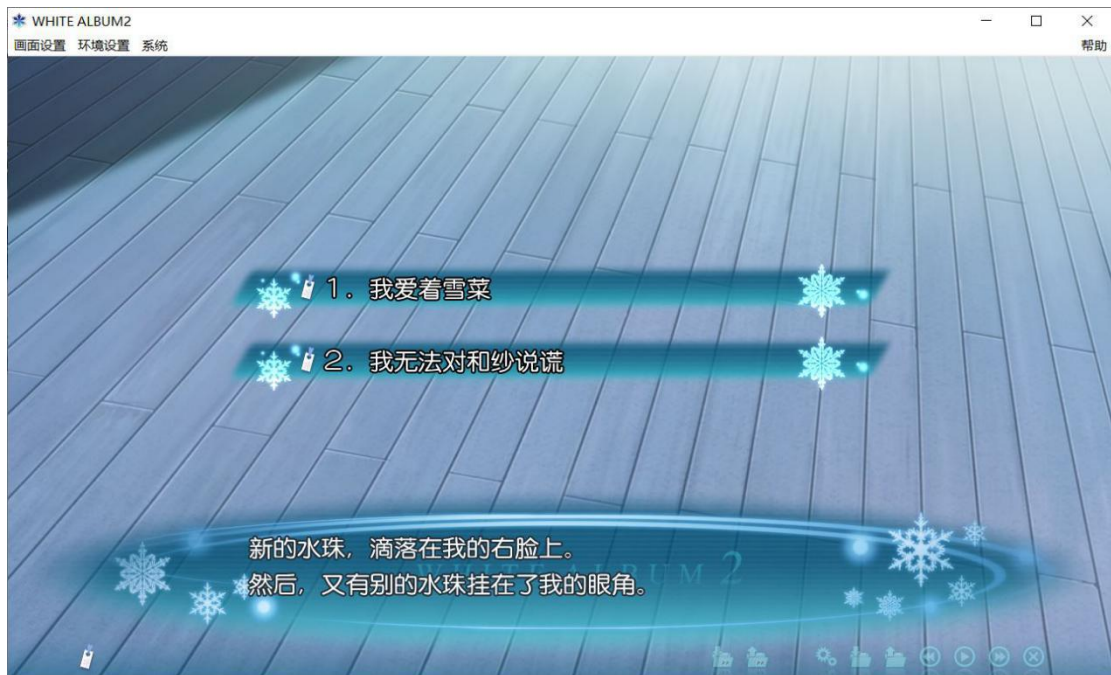 WHITE ALBUM2
画面设置 环境设置 系统 帮助
1. 我爱着雪菜
2. 我无法对和纱说谎
新的水珠，滴落在我的右脸上。
WHITE ALBUM 2
然后，又有别的水珠挂在了我的眼角。